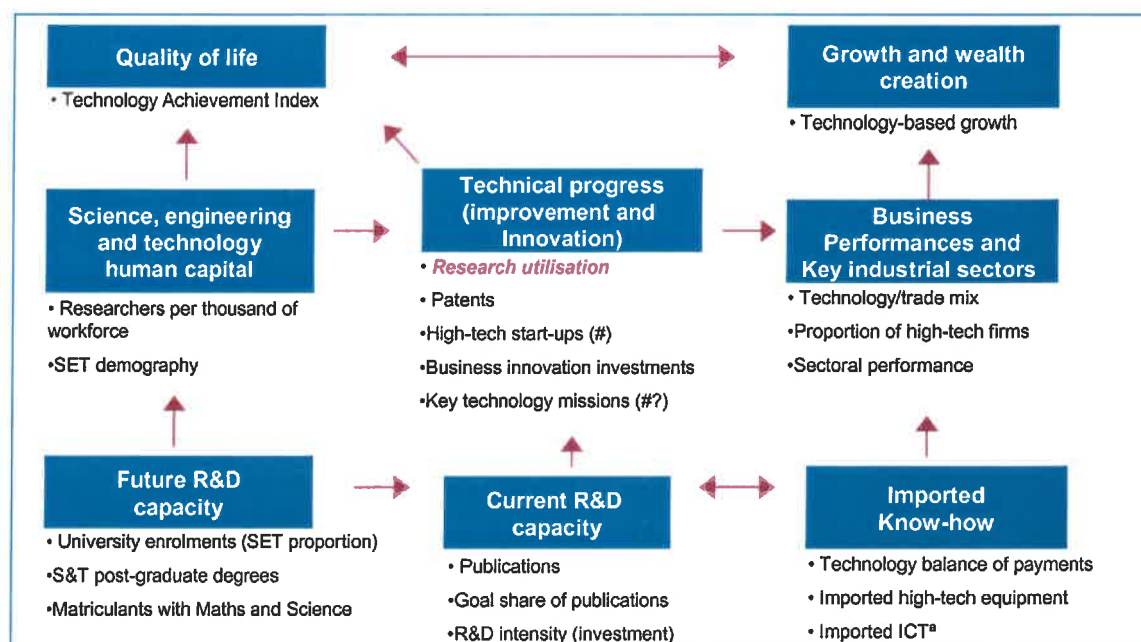 Quality of life
• Technology Achievement Index
Growth and wealth
creation
• Technology-based growth
Science, engineering
and technology
human capital
• Researchers per thousand of
workforce
•SET demography
Technical progress
(improvement and
Innovation)
• Research utilisation
• Patents
•High-tech start-ups (#)
•Business innovation investments
•Key technology missions (#?)
Business
Performances and
Key industrial sectors
• Technology/trade mix
•Proportion of high-tech firms
•Sectoral performance
Future R&D
capacity
• University enrolments (SET proportion)
•S&T post-graduate degrees
•Matriculants with Maths and Science
Current R&D
capacity
• Publications
•Goal share of publications
•R&D intensity (investment)
Imported
Know-how
• Technology balance of payments
•Imported high-tech equipment
•Imported ICTª